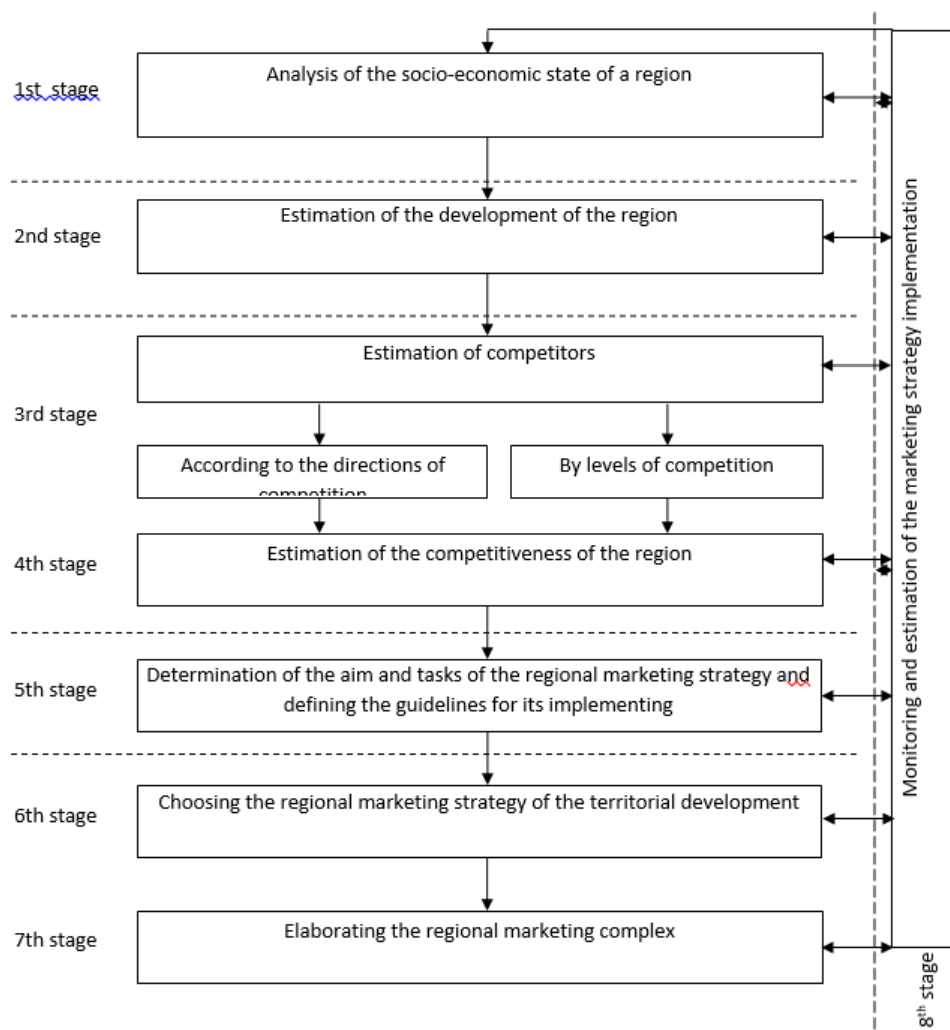 Analysis of the socio-economic state of a region
1st stage
Estimation of the development of the region
2nd stage
Estimation of competitors
3rd stage
According to the directions of
competition
By levels of competition
Estimation of the competitiveness of the region
4th stage
Determination of the aim and tasks of the regional marketing strategy and
defining the guidelines for its implementing
5th stage
Choosing the regional marketing strategy of the territorial development
6th stage
Elaborating the regional marketing complex
7th stage
Monitoring and estimation of the marketing strategy implementation
8th stage